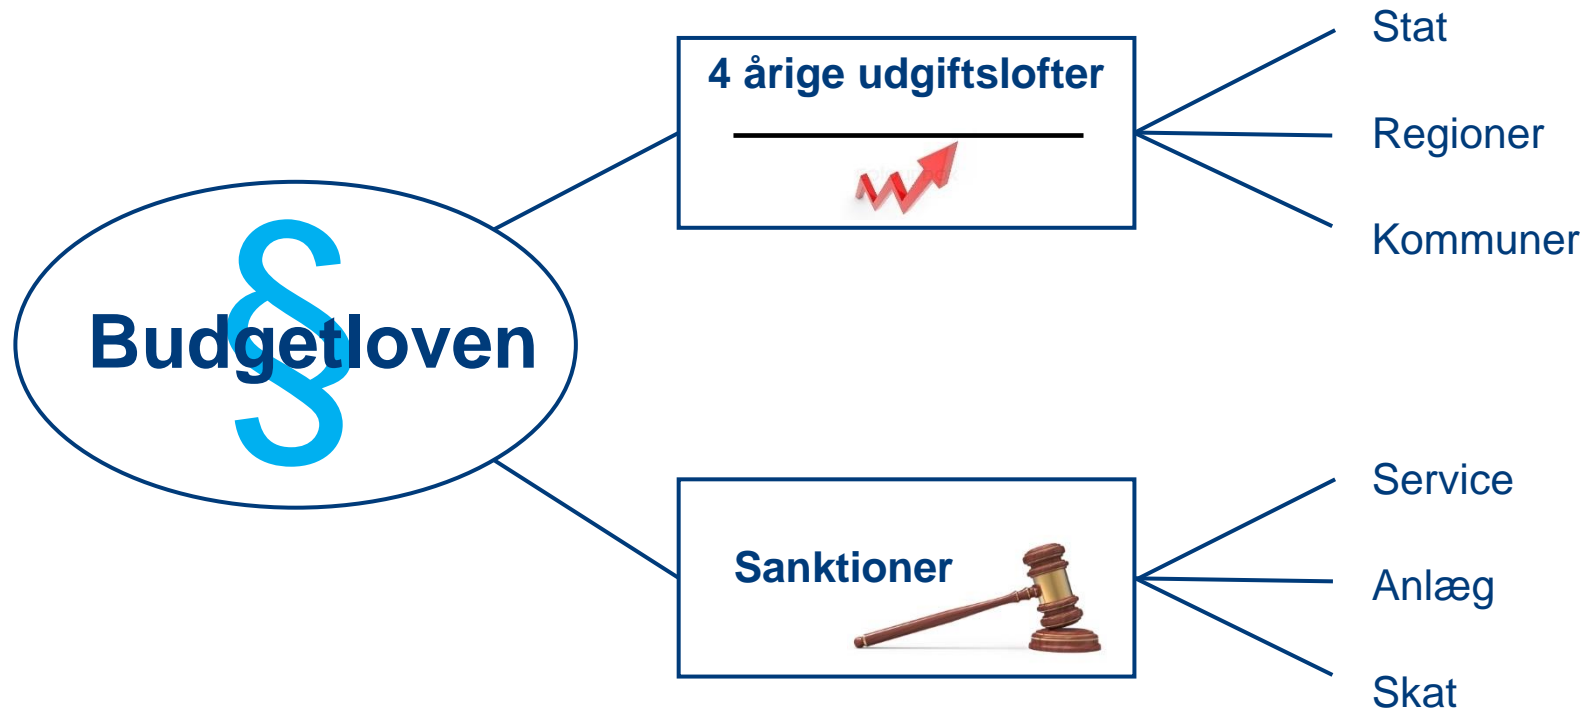 Budgetloven
§
4 årige udgiftslofter
Stat
Regioner
Kommuner
Sanktioner
Service
Anlæg
Skat